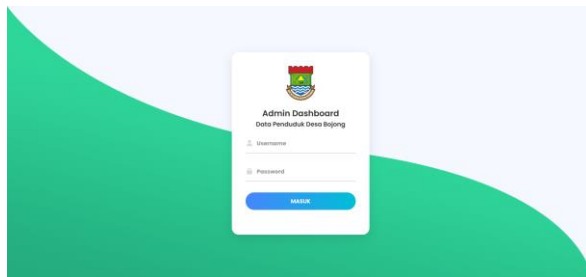 Admin Dashboard
Data Penduduk Desa Bojong
Username
Password
MASUK